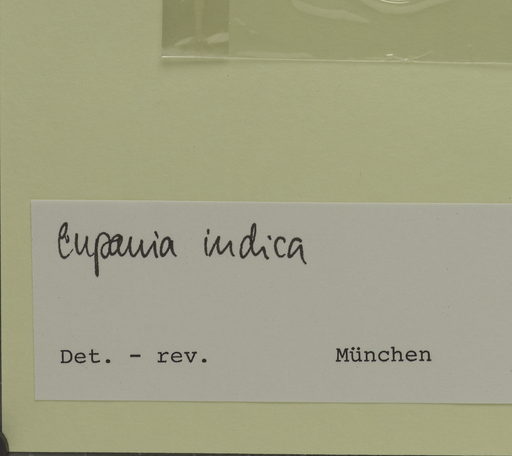 Cupania indica
Det. - rev. München